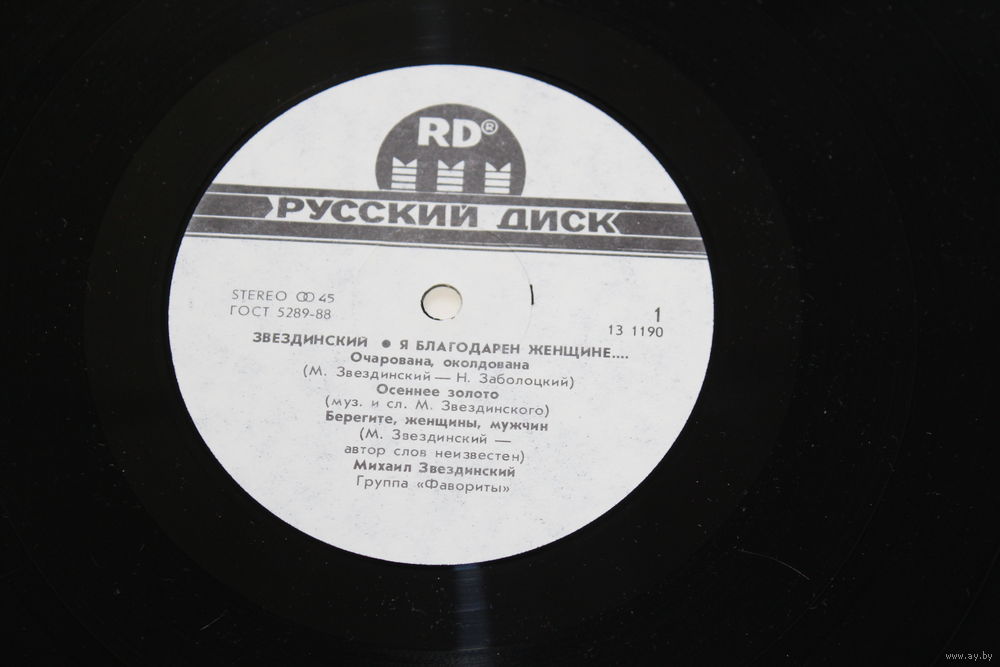 RD®
РУССКИЙ ДИСК
STEREO 45
ГОСТ 5289-88
1
13 1190
ЗВЕЗДИНСКИЙ ● Я БЛАГОДАРЕН ЖЕНЩИНЕ....
Очарована, околдована
(М. Звездинский — Н. Заболоцкий)
Осеннее золото
(муз. и сл. М. Звездинского)
Берегите, женщины, мужчин
(М. Звездинский —
автор слов неизвестен)
Михаил Звездинский
Группа «Фавориты»
www.ay.by